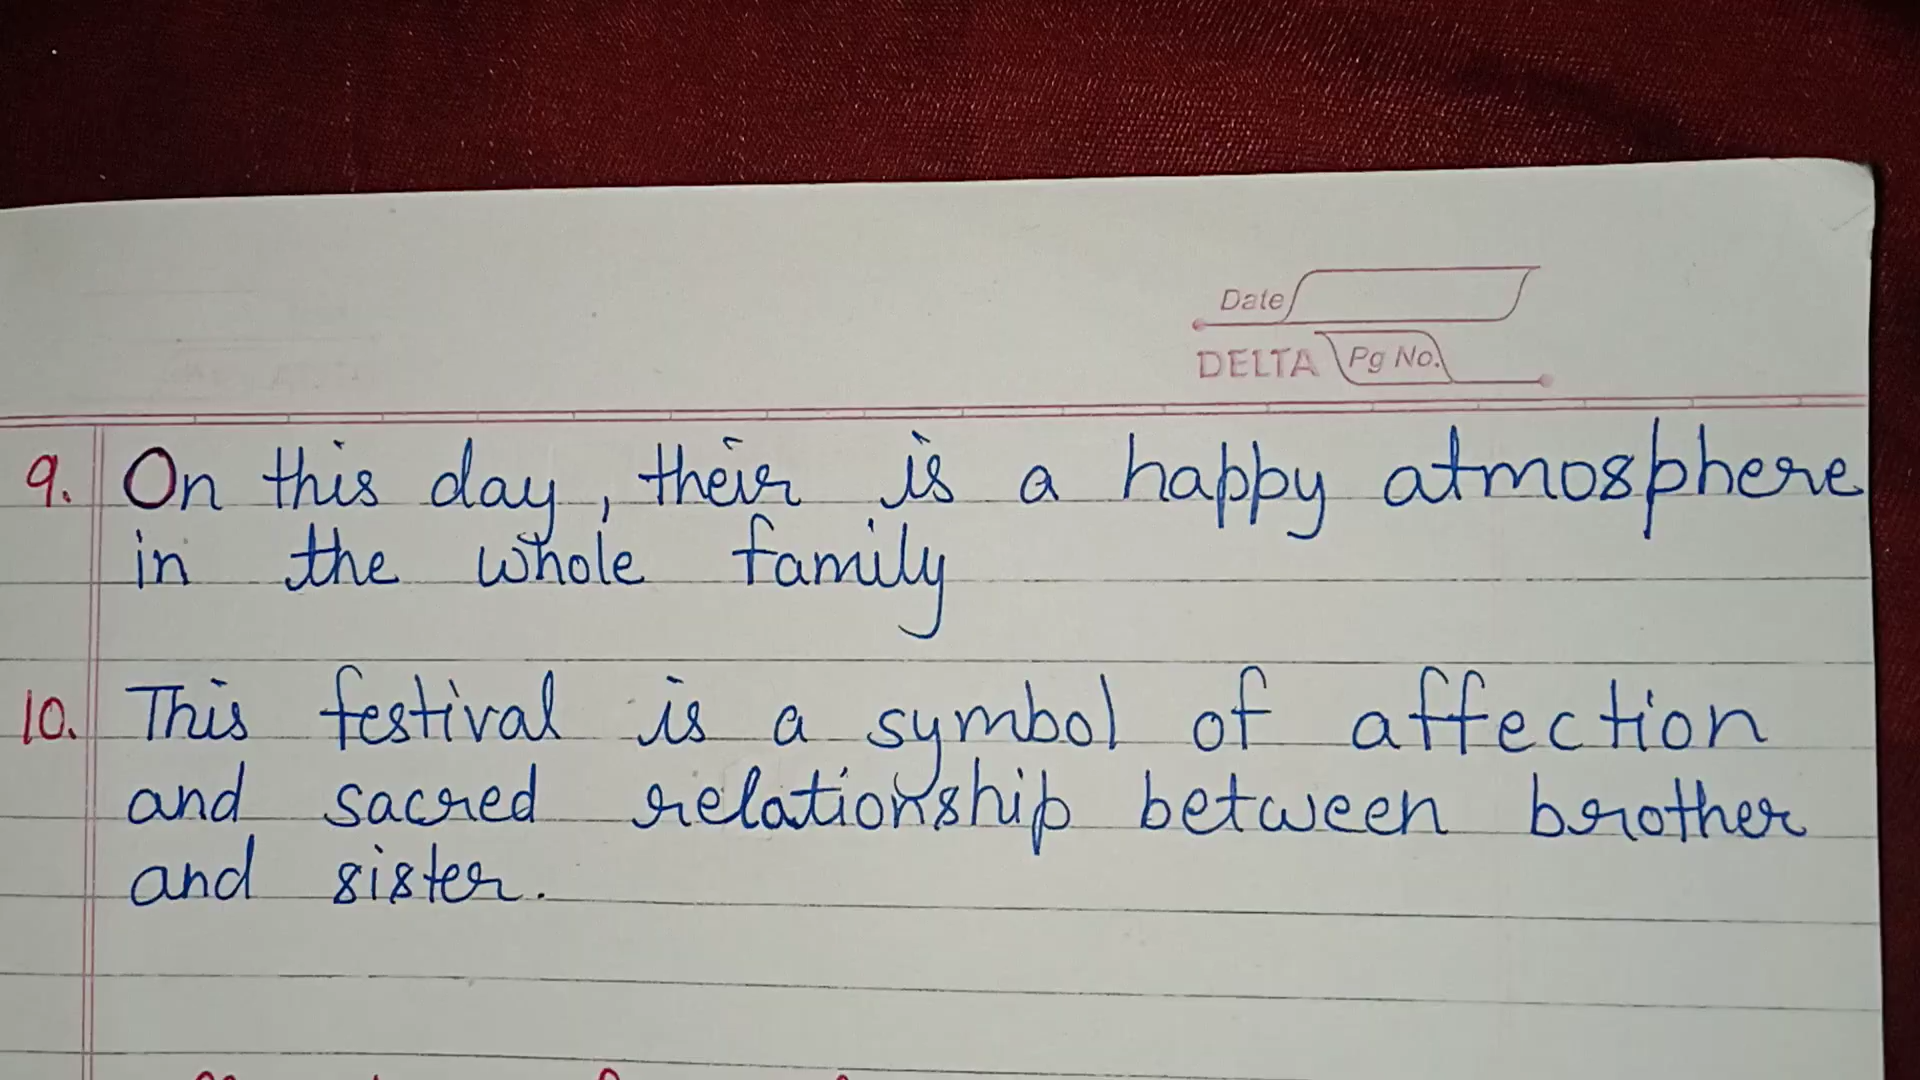 Date
DELTA Pg No.
9. On this day, their is a happy atmosphere
in the whole family
10. This festival is a symbol of affection
and sacred relationship between brother
and sister.